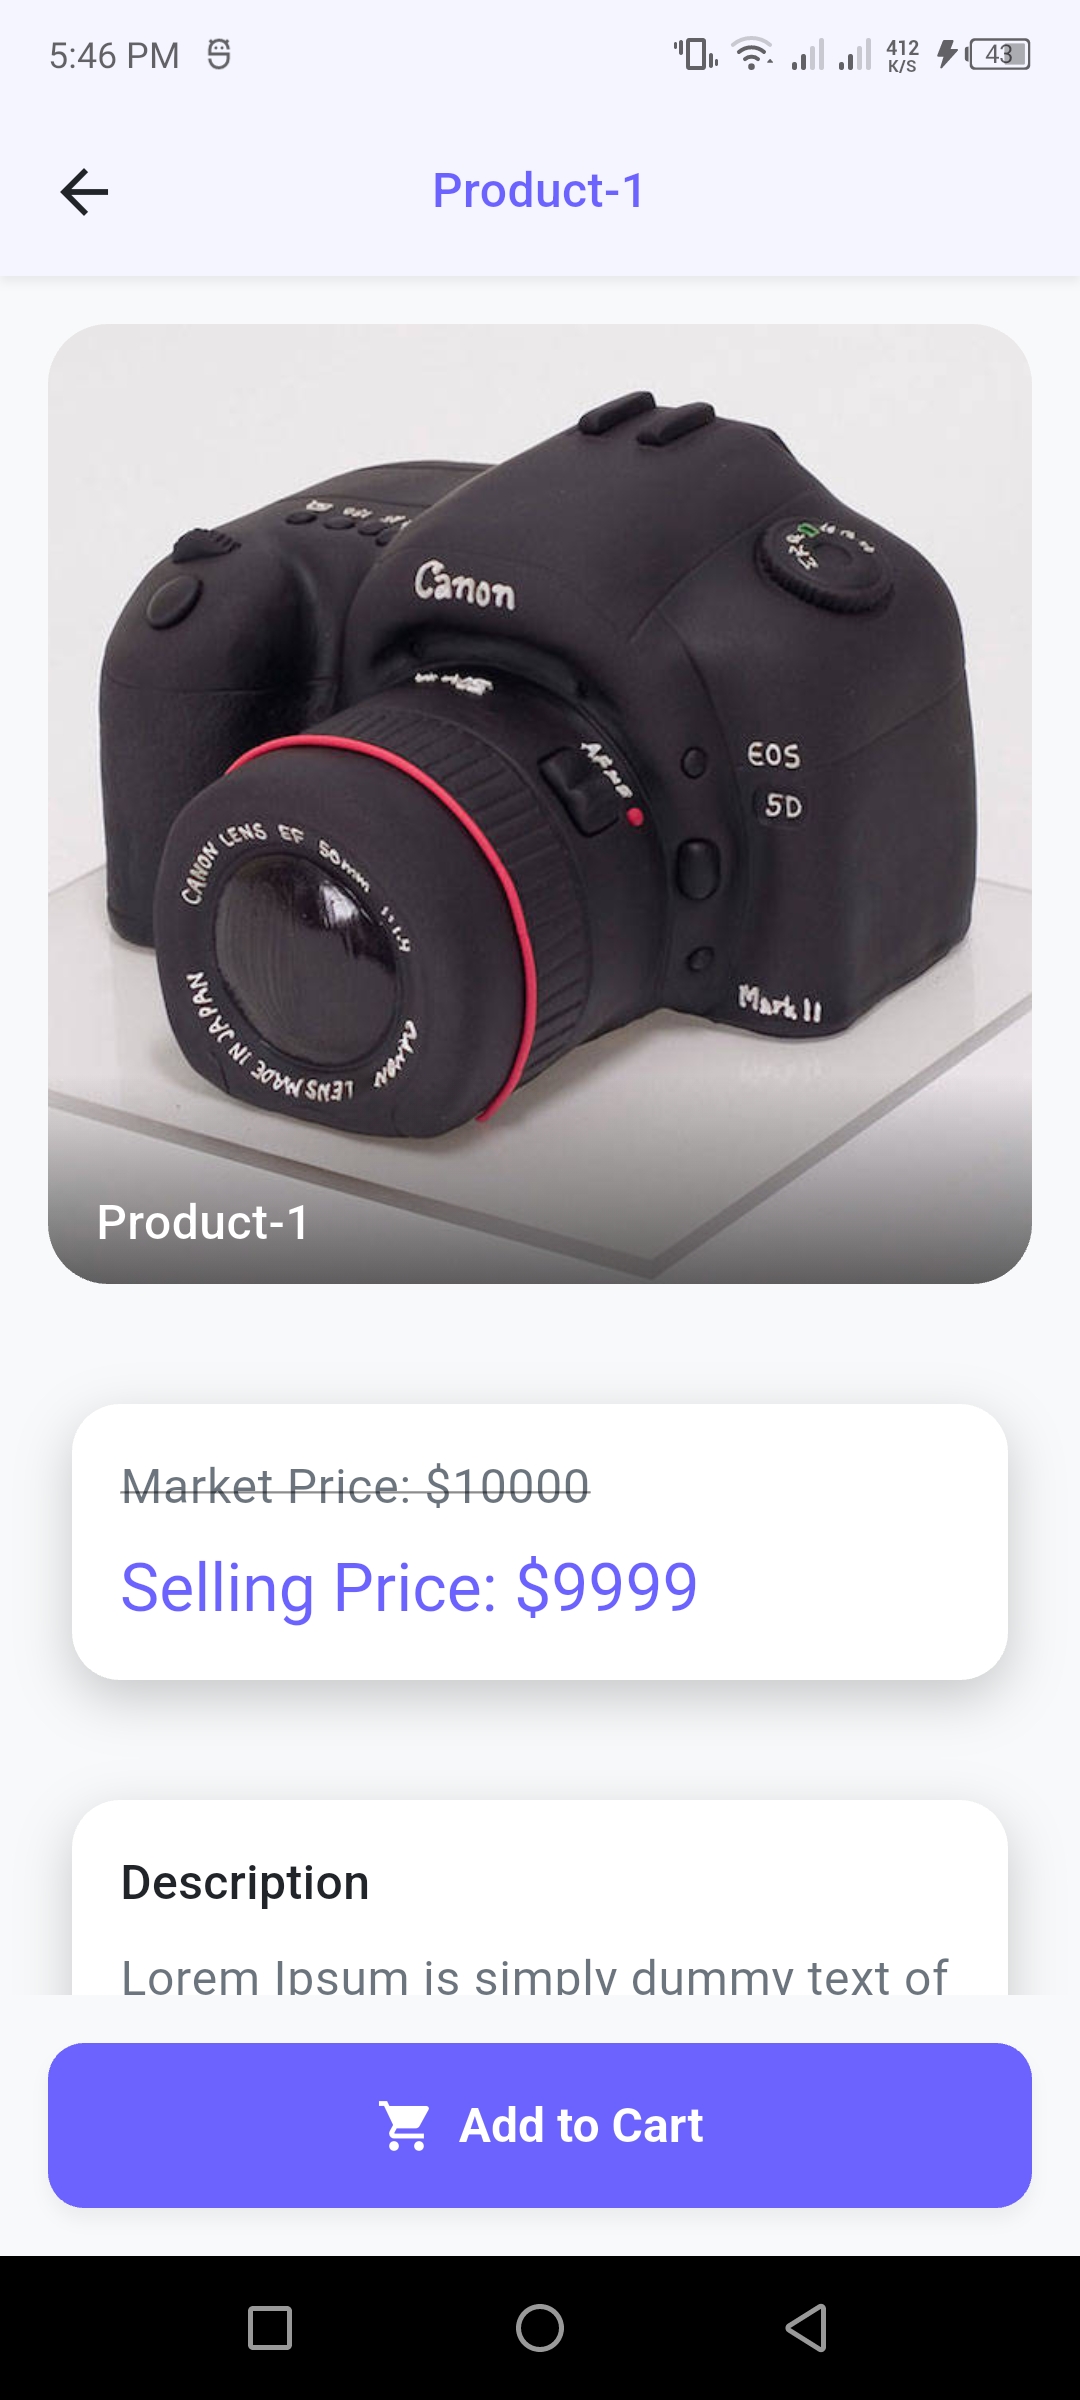 5:46 PM
412
K/S
43
Product-1
Canon
EOS
5D
CANON LENS EF 50mm 1:1.4
CANON LENS MADE IN JAPAN
Mark II
Product-1
Market Price: $10000
Selling Price: $9999
Description
Lorem Ipsum is simply dummy text of
Add to Cart